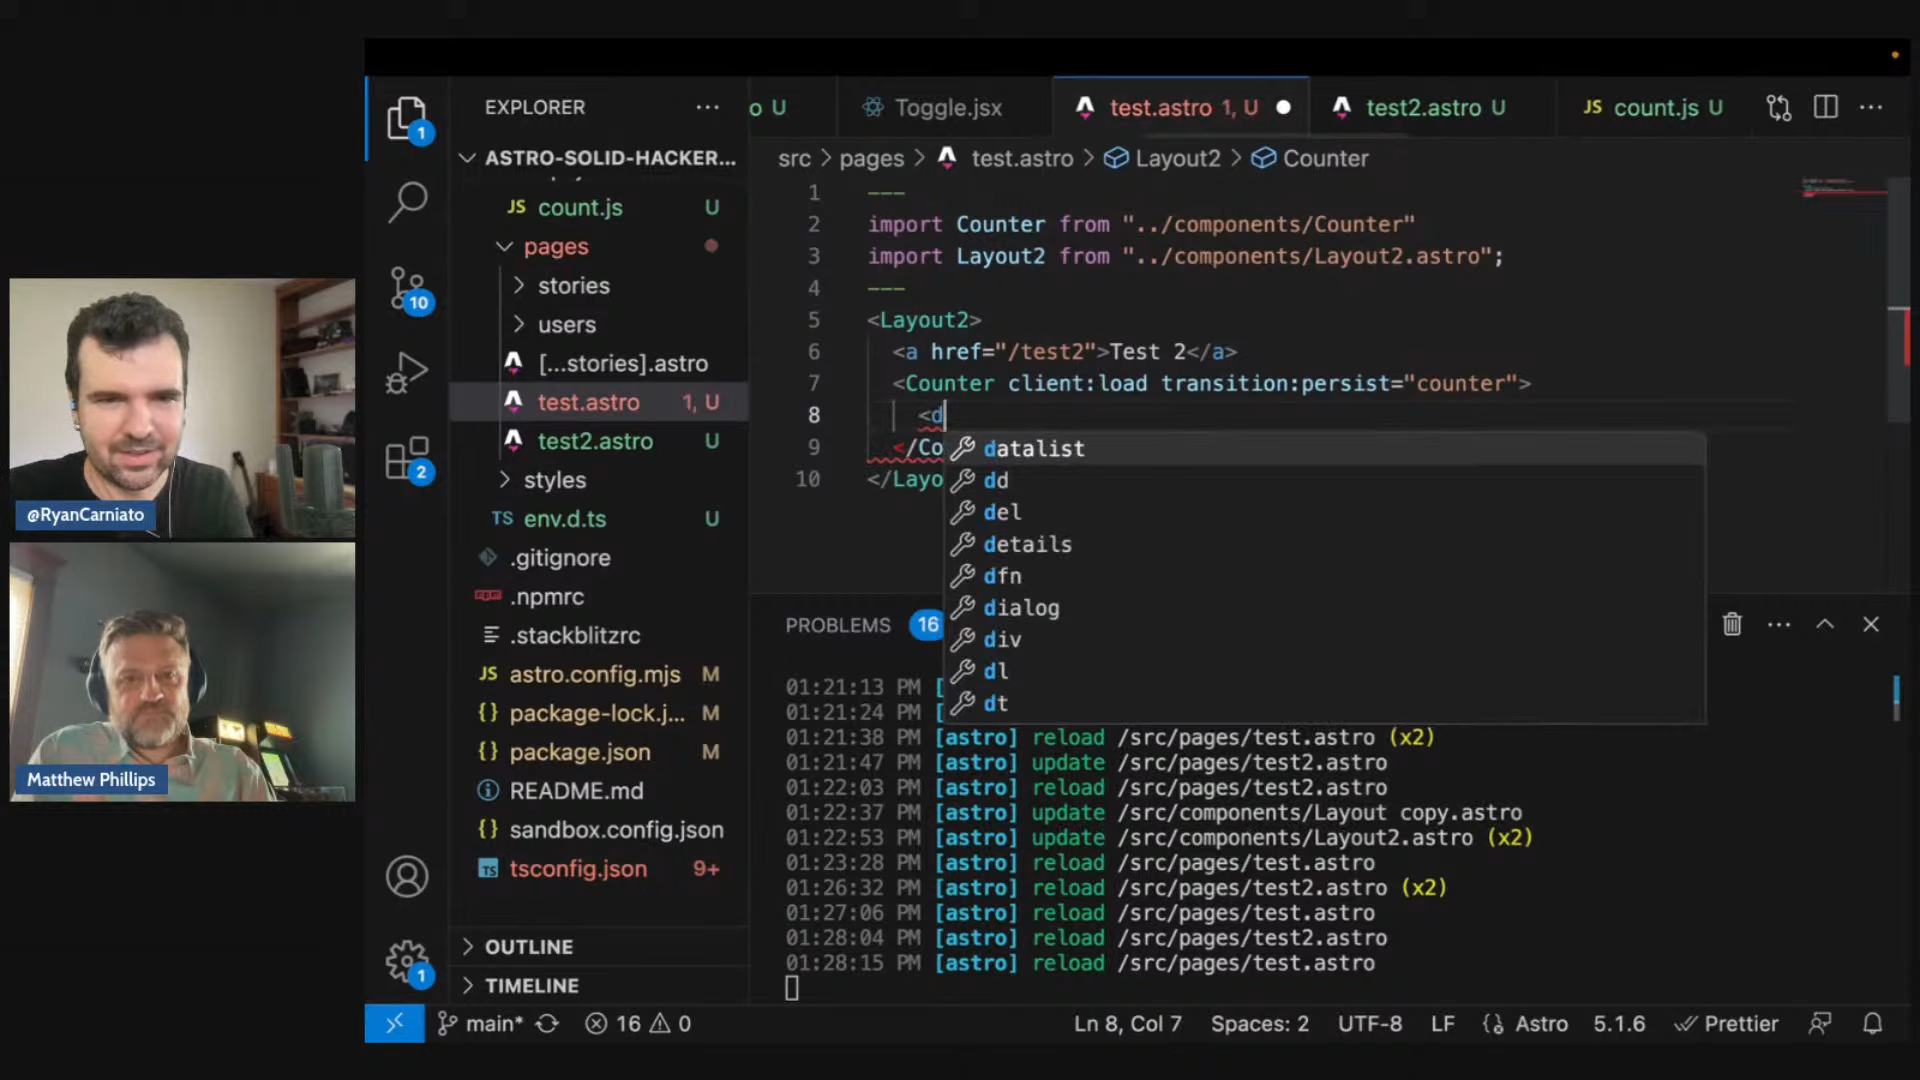 EXPLORER
ASTRO-SOLID-HACKER...
JS count.js U
pages
stories
users
[...stories].astro
test.astro 1, U
test2.astro U
styles
TS env.d.ts U
.gitignore
.npmrc
.stackblitzrc
JS astro.config.mjs M
{} package-lock.j... M
{} package.json M
README.md
{} sandbox.config.json
TS tsconfig.json 9+
OUTLINE
TIMELINE
1
10
2
1
o U
Toggle.jsx
test.astro 1, U
test2.astro U
JS count.js U
src > pages > test.astro > Layout2 > Counter
1 ---
2 import Counter from "../components/Counter"
3 import Layout2 from "../components/Layout2.astro";
4 ---
5 <Layout2>
6 <a href="/test2">Test 2</a>
7 <Counter client:load transition:persist="counter">
8 <d
9 </Co
10 </Layo
datalist
dd
del
details
dfn
dialog
div
dl
dt
PROBLEMS 16
01:21:13 PM [
01:21:24 PM [
01:21:38 PM [astro] reload /src/pages/test.astro (x2)
01:21:47 PM [astro] update /src/pages/test2.astro
01:22:03 PM [astro] reload /src/pages/test2.astro
01:22:37 PM [astro] update /src/components/Layout copy.astro
01:22:53 PM [astro] update /src/components/Layout2.astro (x2)
01:23:28 PM [astro] reload /src/pages/test.astro
01:26:32 PM [astro] reload /src/pages/test2.astro (x2)
01:27:06 PM [astro] reload /src/pages/test.astro
01:28:04 PM [astro] reload /src/pages/test2.astro
01:28:15 PM [astro] reload /src/pages/test.astro
main* 16 0 Ln 8, Col 7 Spaces: 2 UTF-8 LF Astro 5.1.6 Prettier
@RyanCarniato
Matthew Phillips